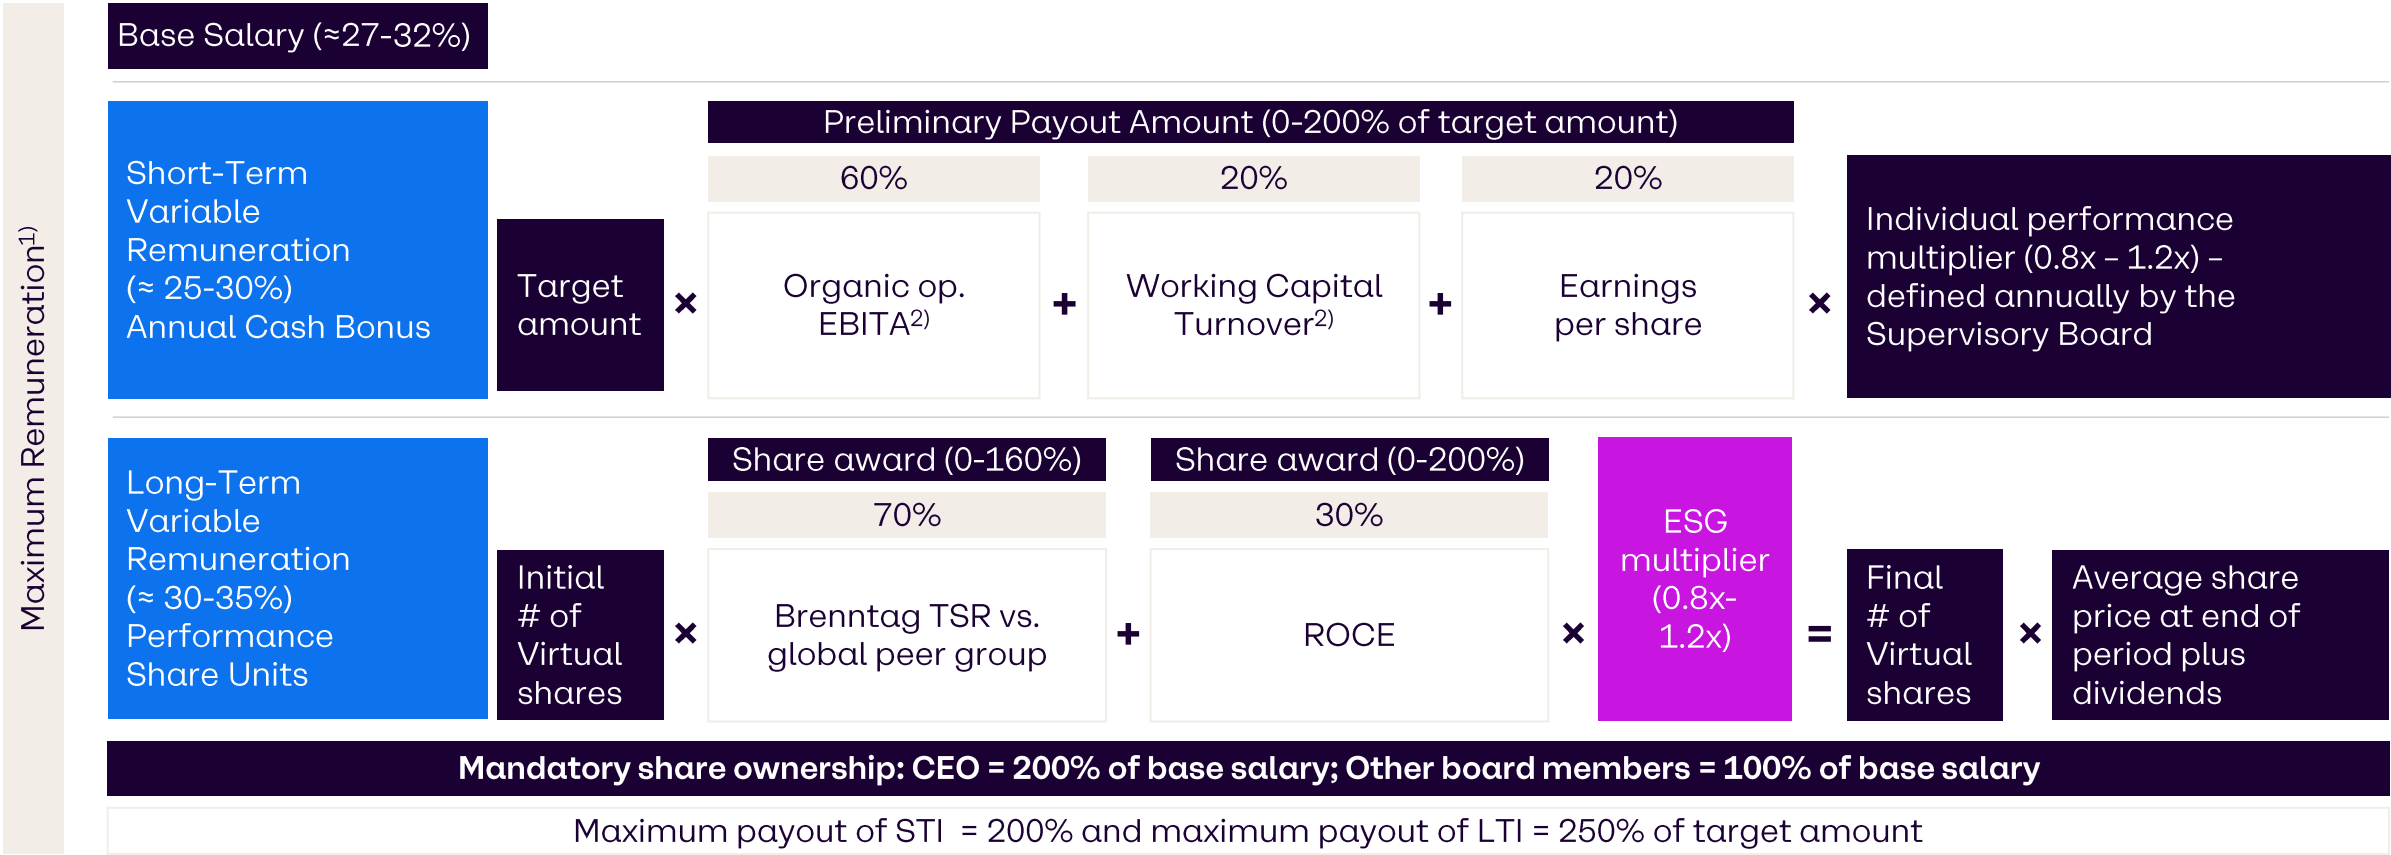 Maximum Remuneration1)
Base Salary (≈27-32%)
Short-Term
Variable
Remuneration
(≈ 25-30%)
Annual Cash Bonus
Target
amount
×
Preliminary Payout Amount (0-200% of target amount)
60%
Organic op.
EBITA2)
+
20%
Working Capital
Turnover2)
+
20%
Earnings
per share
×
Individual performance
multiplier (0.8x – 1.2x) –
defined annually by the
Supervisory Board
Long-Term
Variable
Remuneration
(≈ 30-35%)
Performance
Share Units
Initial
# of
Virtual
shares
×
Share award (0-160%)
70%
Brenntag TSR vs.
global peer group
+
Share award (0-200%)
30%
ROCE
×
ESG
multiplier
(0.8x-
1.2x)
=
Final
# of
Virtual
shares
×
Average share
price at end of
period plus
dividends
Mandatory share ownership: CEO = 200% of base salary; Other board members = 100% of base salary
Maximum payout of STI = 200% and maximum payout of LTI = 250% of target amount